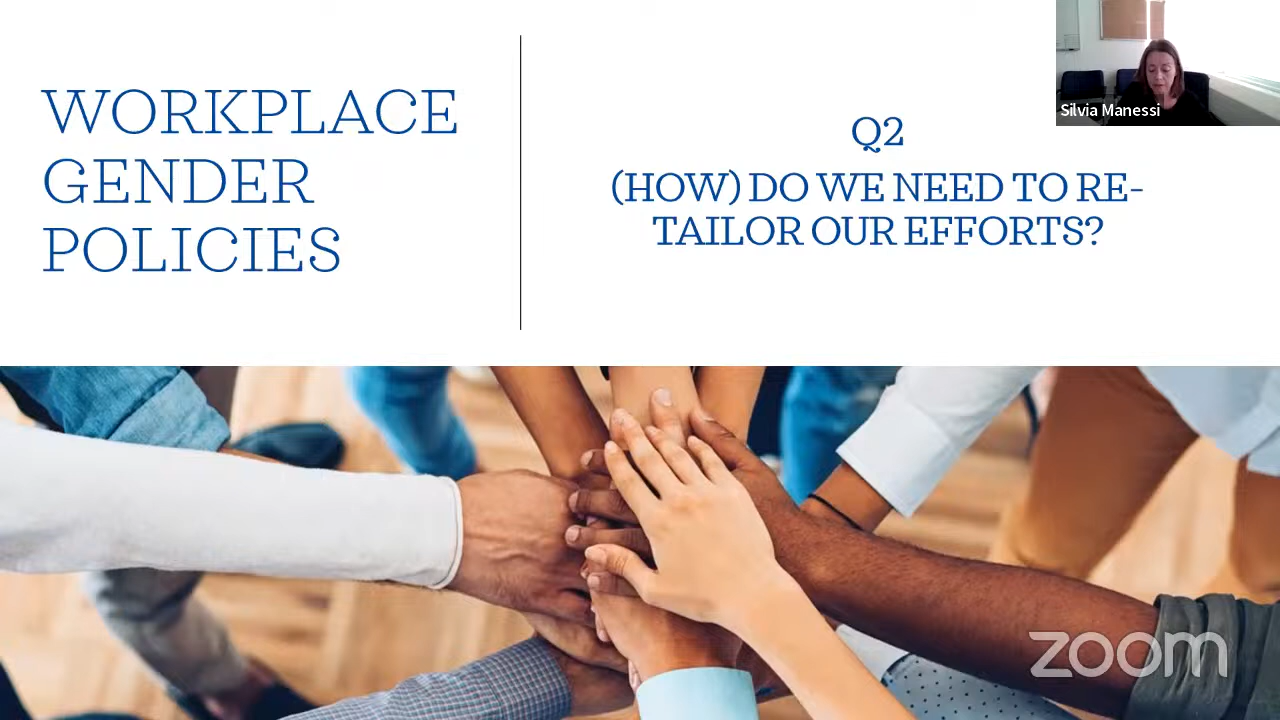 WORKPLACE
GENDER
POLICIES
Q2
(HOW) DO WE NEED TO RE-
TAILOR OUR EFFORTS?
Silvia Manessi
zoom